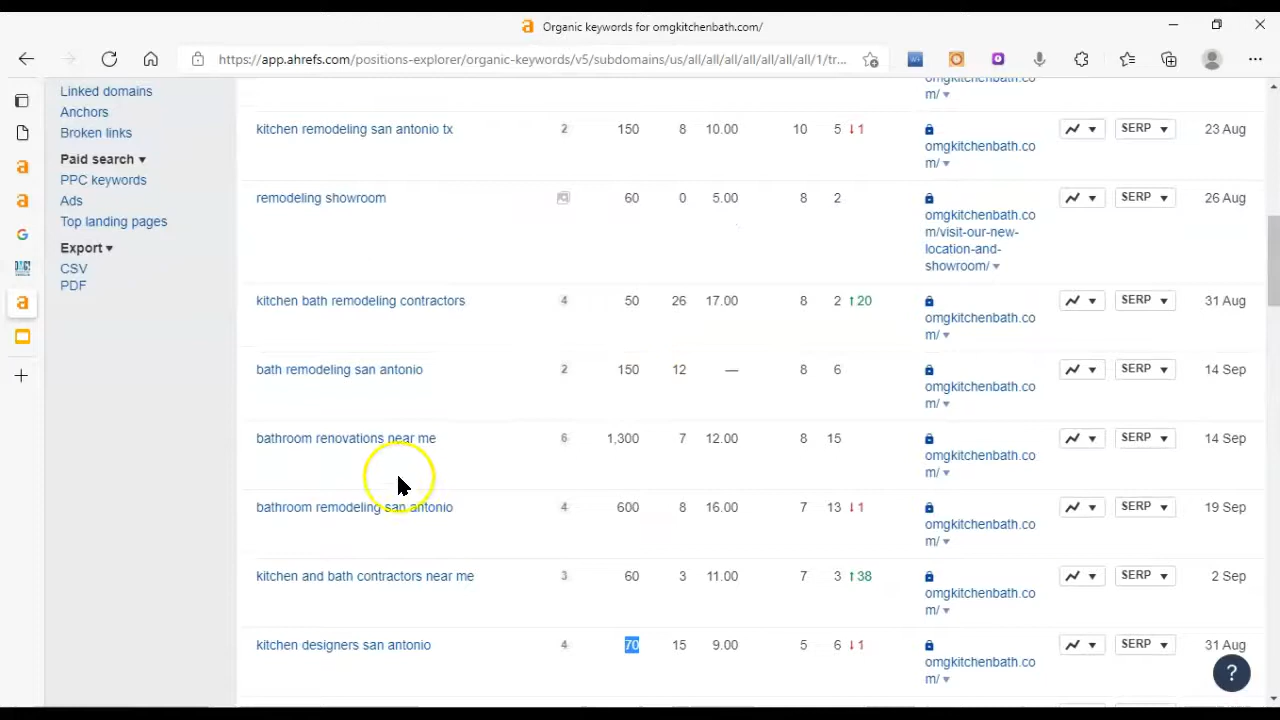 Organic keywords for omgkitchenbath.com/
https://app.ahrefs.com/positions-explorer/organic-keywords/v5/subdomains/us/all/all/all/all/all/all/all/1/tr...
Linked domains
Anchors
Broken links
Paid search
PPC keywords
Ads
Top landing pages
Export
CSV
PDF
omgkitchenbath.co
m/
kitchen remodeling san antonio tx 2 150 8 10.00 10 5 ↓1 omgkitchenbath.co SERP 23 Aug
m/
remodeling showroom 60 0 5.00 8 2 omgkitchenbath.co SERP 26 Aug
m/visit-our-new-
location-and-
showroom/
kitchen bath remodeling contractors 4 50 26 17.00 8 2 ↑20 omgkitchenbath.co SERP 31 Aug
m/
bath remodeling san antonio 2 150 12 — 8 6 omgkitchenbath.co SERP 14 Sep
m/
bathroom renovations near me 6 1,300 7 12.00 8 15 omgkitchenbath.co SERP 14 Sep
m/
bathroom remodeling san antonio 4 600 8 16.00 7 13 ↓1 omgkitchenbath.co SERP 19 Sep
m/
kitchen and bath contractors near me 3 60 3 11.00 7 3 ↑38 omgkitchenbath.co SERP 2 Sep
m/
kitchen designers san antonio 4 70 15 9.00 5 6 ↓1 omgkitchenbath.co SERP 31 Aug
m/
?